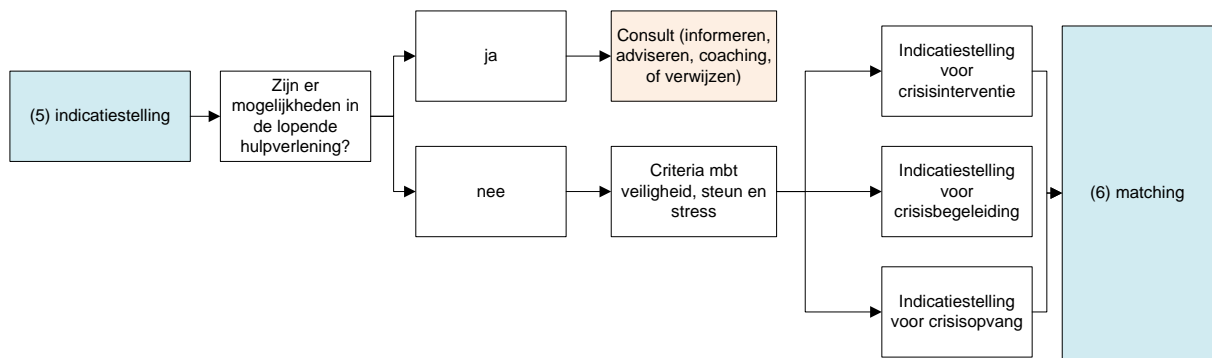 (5) indicatiestelling
Zijn er
mogelijkheden in
de lopende
hulpverlening?
ja
Consult (informeren,
adviseren, coaching,
of verwijzen)
nee
Criteria mbt
veiligheid, steun en
stress
Indicatiestelling
voor
crisisinterventie
Indicatiestelling
voor
crisisbegeleiding
Indicatiestelling
voor crisisopvang
(6) matching